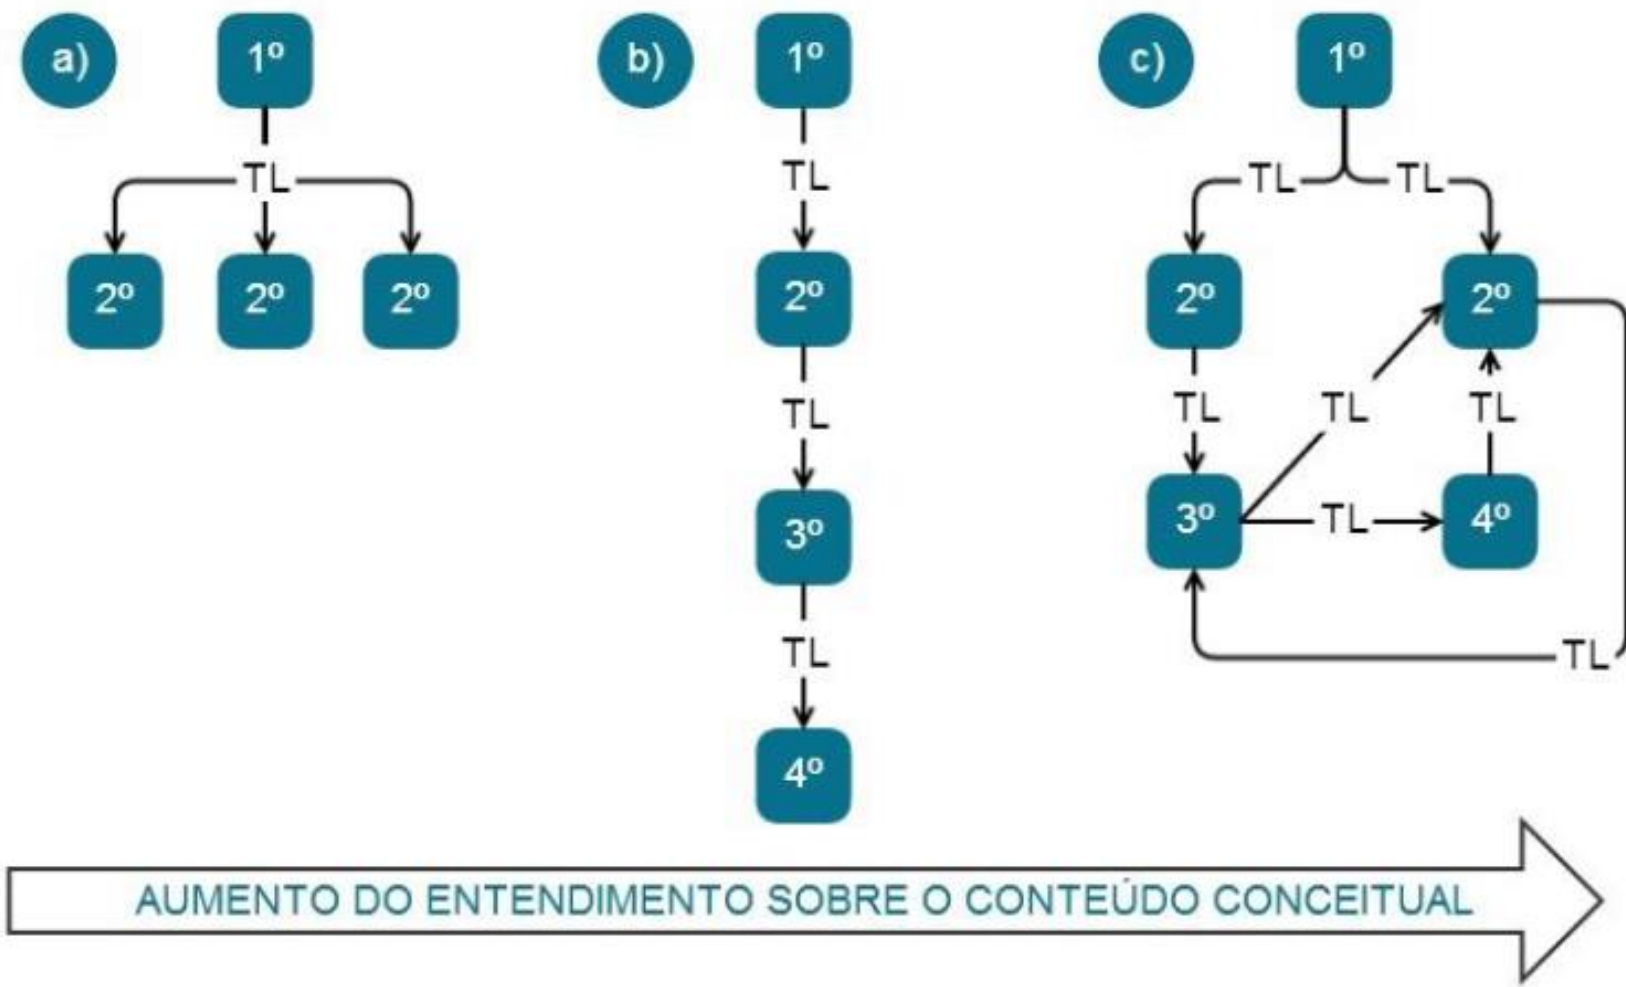 a)
1º
TL
2º 2º 2º
b)
1º
TL
2º
TL
3º
TL
4º
c)
1º
TL TL
2º 2º
TL TL TL
3º TL 4º
TL
AUMENTO DO ENTENDIMENTO SOBRE O CONTEÚDO CONCEITUAL